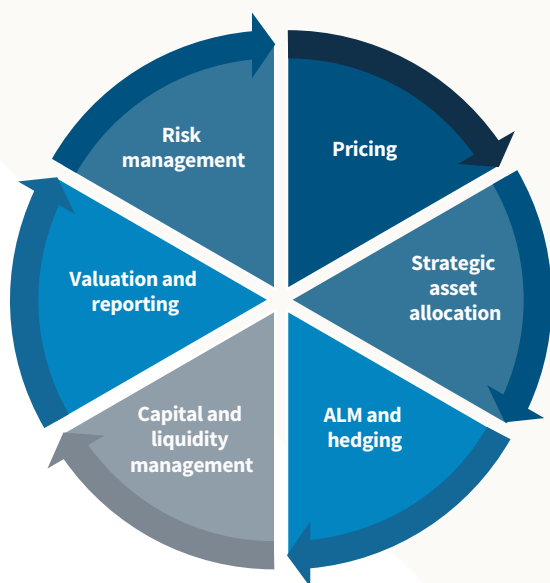 Pricing
Strategic
asset
allocation
ALM and
hedging
Capital and
liquidity
management
Valuation and
reporting
Risk
management